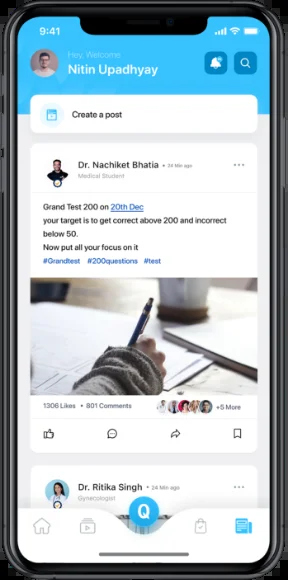 9:41
Hey, Welcome
Nitin Upadhyay
Create a post
Dr. Nachiket Bhatia • 24 Min ago
Medical Student
Grand Test 200 on 20th Dec
your target is to get correct above 200 and incorrect
below 50.
Now put all your focus on it
#Grandtest #200questions #test
1306 Likes • 801 Comments
+5 More
Dr. Ritika Singh • 24 Min ago
Gynecologist
Q